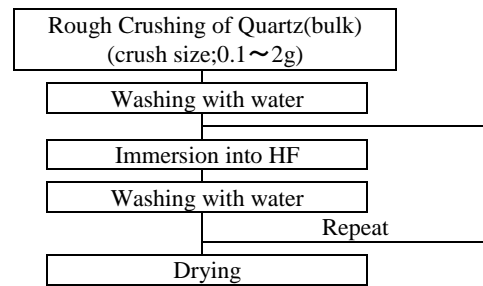 Rough Crushing of Quartz(bulk)
(crush size;0.1～2g)
Washing with water
Immersion into HF
Washing with water
Repeat
Drying